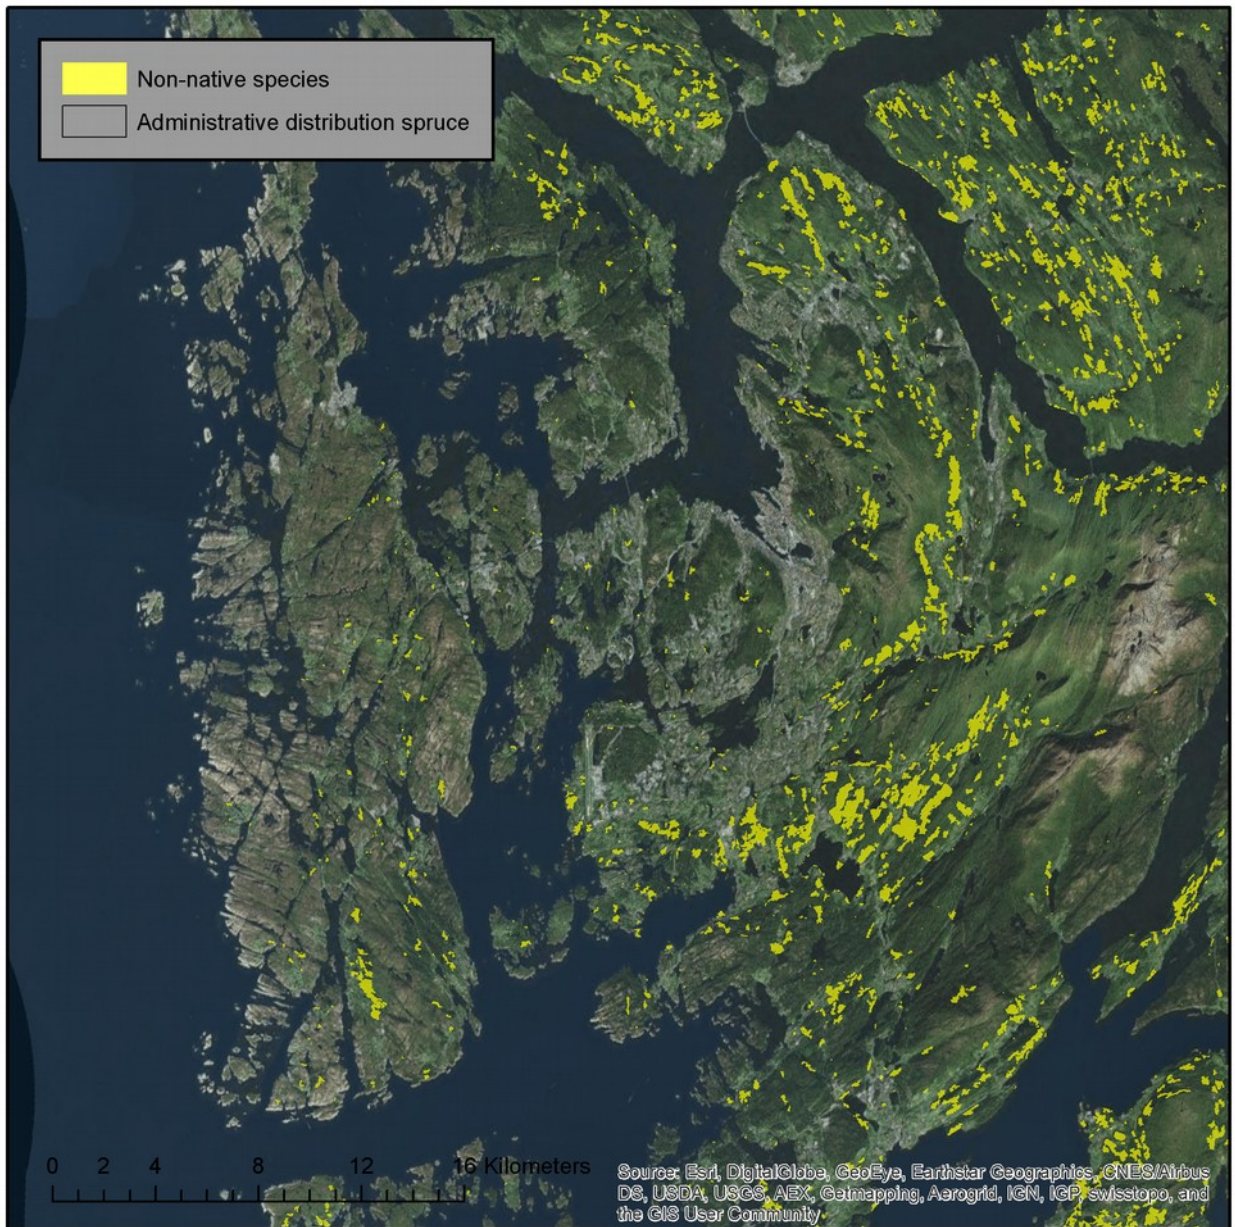 Non-native species
Administrative distribution spruce
0 2 4 8 12 16 Kilometers
Source: Esri, DigitalGlobe, GeoEye, Earthstar Geographics, CNES/Airbus
DS, USDA, USGS, AEX, Getmapping, Aerogrid, IGN, IGP, swisstopo, and
the GIS User Community